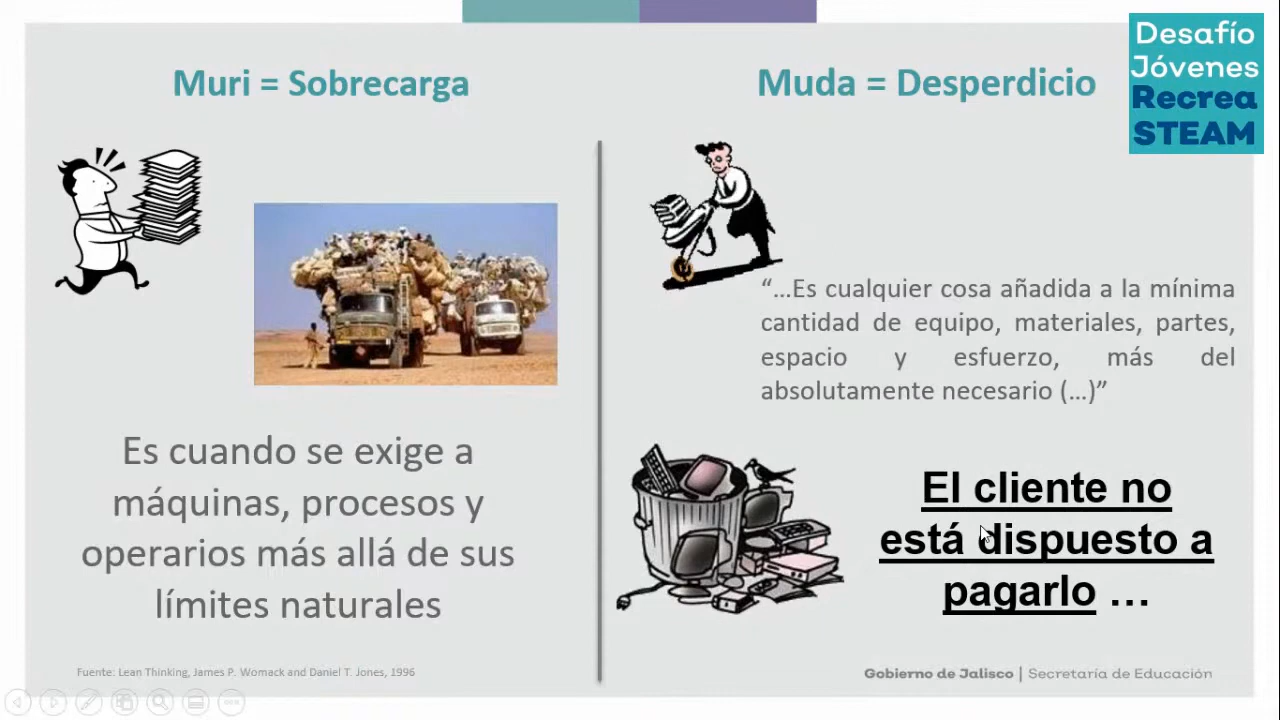 Desafío
Jóvenes
Recrea
STEAM
Muri = Sobrecarga
Es cuando se exige a
máquinas, procesos y
operarios más allá de sus
límites naturales
Muda = Desperdicio
“...Es cualquier cosa añadida a la mínima
cantidad de equipo, materiales, partes,
espacio y esfuerzo, más del
absolutamente necesario (...)”
El cliente no
está dispuesto a
pagarlo ...
Fuente: Lean Thinking, James P. Womack and Daniel T. Jones, 1996
Gobierno de Jalisco | Secretaría de Educación